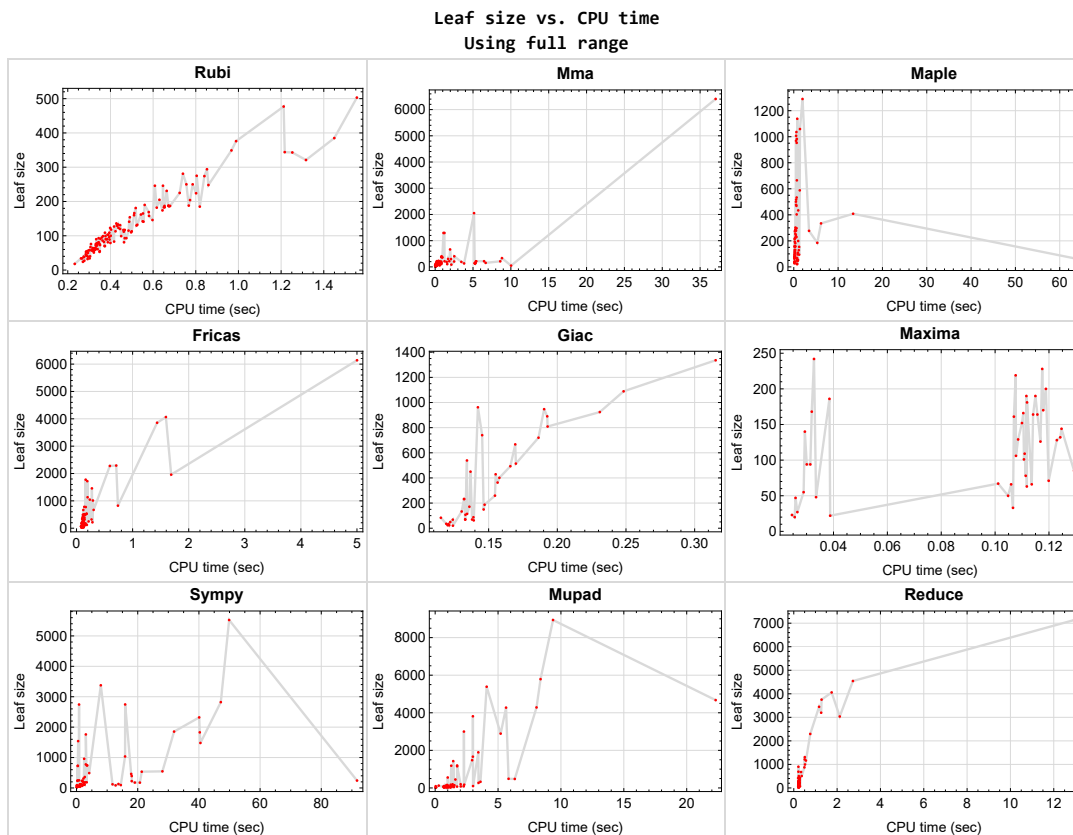 Leaf size vs. CPU time
Using full range
Rubi Mma Maple
500 400 300 200 100 0
Leaf size
0.2 0.4 0.6 0.8 1.0 1.2 1.4
CPU time (sec)
6000 5000 4000 3000 2000 1000 0
Leaf size
0 5 10 15 20 25 30 35
CPU time (sec)
1200 1000 800 600 400 200 0
Leaf size
0 10 20 30 40 50 60
CPU time (sec)
Fricas Giac Maxima
6000 5000 4000 3000 2000 1000 0
Leaf size
0 1 2 3 4 5
CPU time (sec)
1400 1200 1000 800 600 400 200 0
Leaf size
0.15 0.20 0.25 0.30
CPU time (sec)
250 200 150 100 50 0
Leaf size
0.04 0.06 0.08 0.10 0.12
CPU time (sec)
Sympy Mupad Reduce
5000 4000 3000 2000 1000 0
Leaf size
0 20 40 60 80
CPU time (sec)
8000 6000 4000 2000 0
Leaf size
0 5 10 15 20
CPU time (sec)
7000 6000 5000 4000 3000 2000 1000 0
Leaf size
0 2 4 6 8 10 12
CPU time (sec)